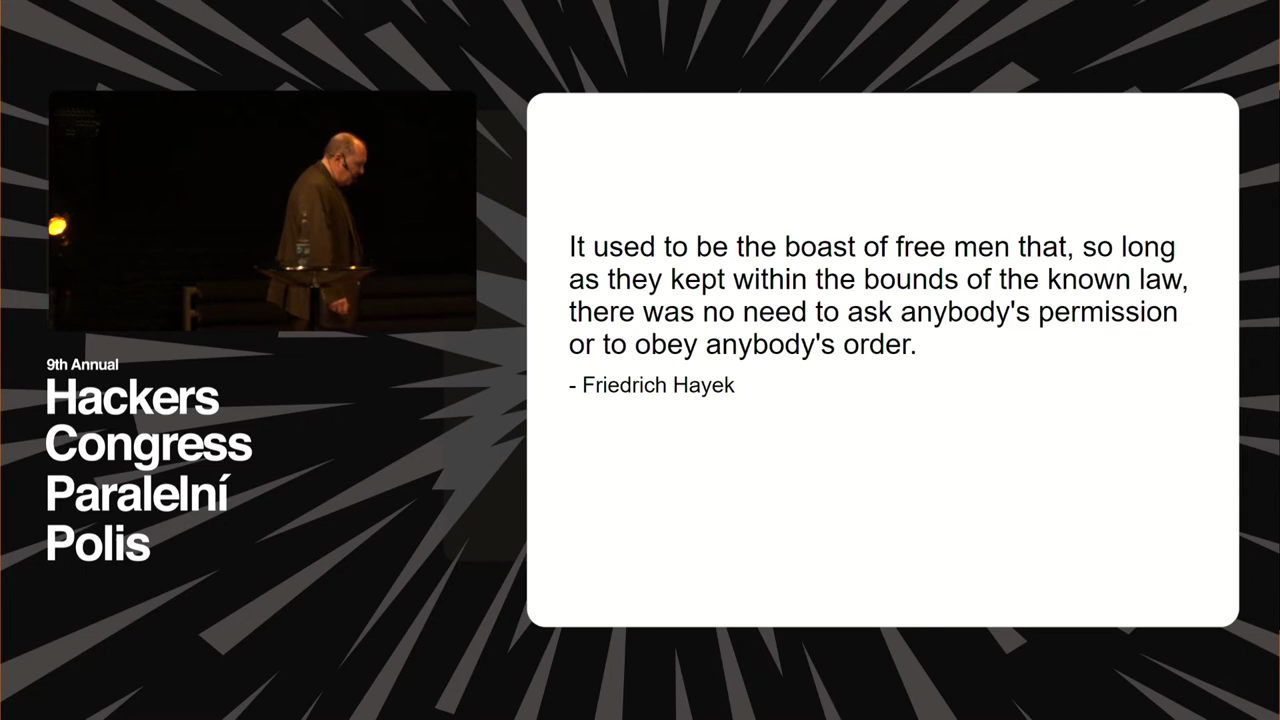 9th Annual
Hackers
Congress
Paralelní
Polis
It used to be the boast of free men that, so long
as they kept within the bounds of the known law,
there was no need to ask anybody's permission
or to obey anybody's order.
- Friedrich Hayek